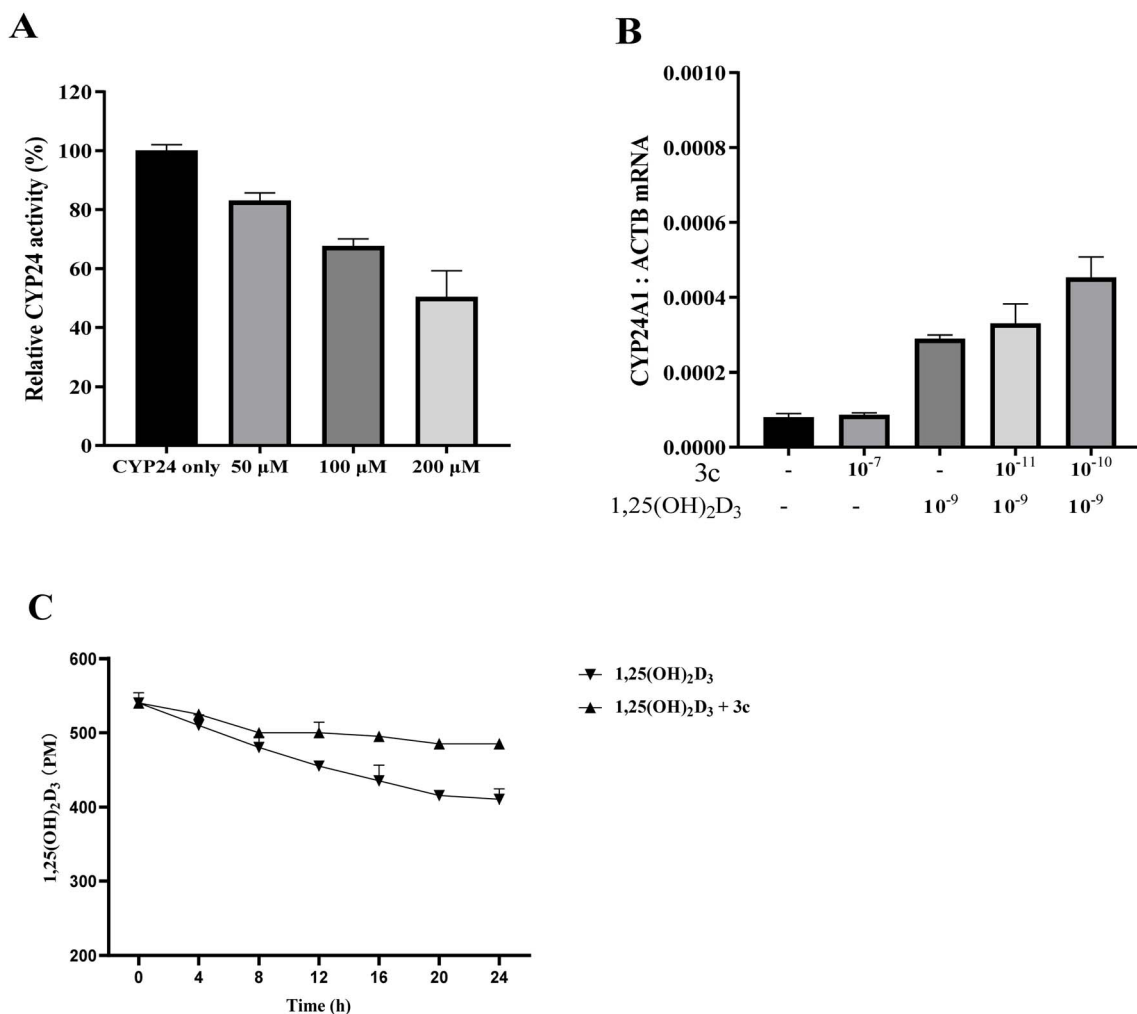 A
Relative CYP24 activity (%)
120
100
80
60
40
20
0
CYP24 only 50 μM 100 μM 200 μM
B
CYP24A1 : ACTB mRNA
0.0010
0.0008
0.0006
0.0004
0.0002
0.0000
3c - 10⁻⁷ - 10⁻¹¹ 10⁻¹⁰
1,25(OH)₂D₃ - - 10⁻⁹ 10⁻⁹ 10⁻⁹
C
1,25(OH)₂D₃（PM）
600
500
400
300
200
0 4 8 12 16 20 24
Time (h)
1,25(OH)₂D₃
1,25(OH)₂D₃ + 3c